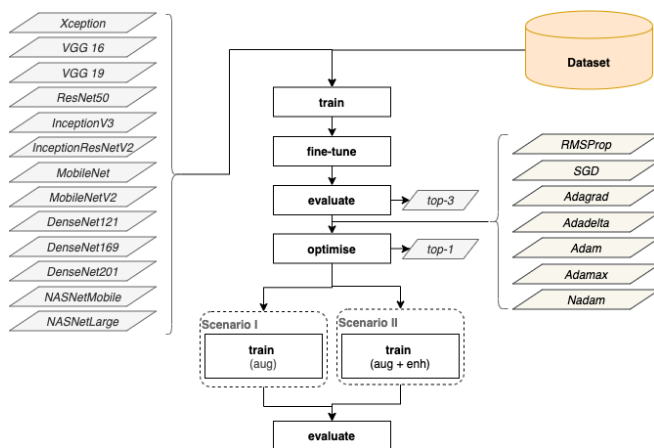 Xception
VGG 16
VGG 19
ResNet50
InceptionV3
InceptionResNetV2
MobileNet
MobileNetV2
DenseNet121
DenseNet169
DenseNet201
NASNetMobile
NASNetLarge
Dataset
train
fine-tune
evaluate
top-3
optimise
top-1
RMSProp
SGD
Adagrad
Adadelta
Adam
Adamax
Nadam
Scenario I
train
(aug)
Scenario II
train
(aug + enh)
evaluate